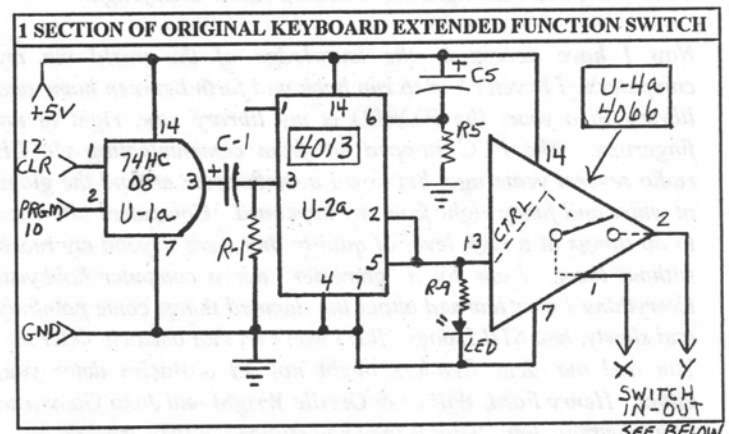 1 SECTION OF ORIGINAL KEYBOARD EXTENDED FUNCTION SWITCH
+5V
14
12
CLR
1
74HC
08
U-1a
3
PRGM
10
2
7
GND
+
C-1
R-1
1
14
6
4013
3
U-2a
2
5
4
7
+
C5
R5
U-4a
4066
14
13
CTRL
2
1
7
R-9
LED
X
Y
SWITCH
IN-OUT
SEE BELOW